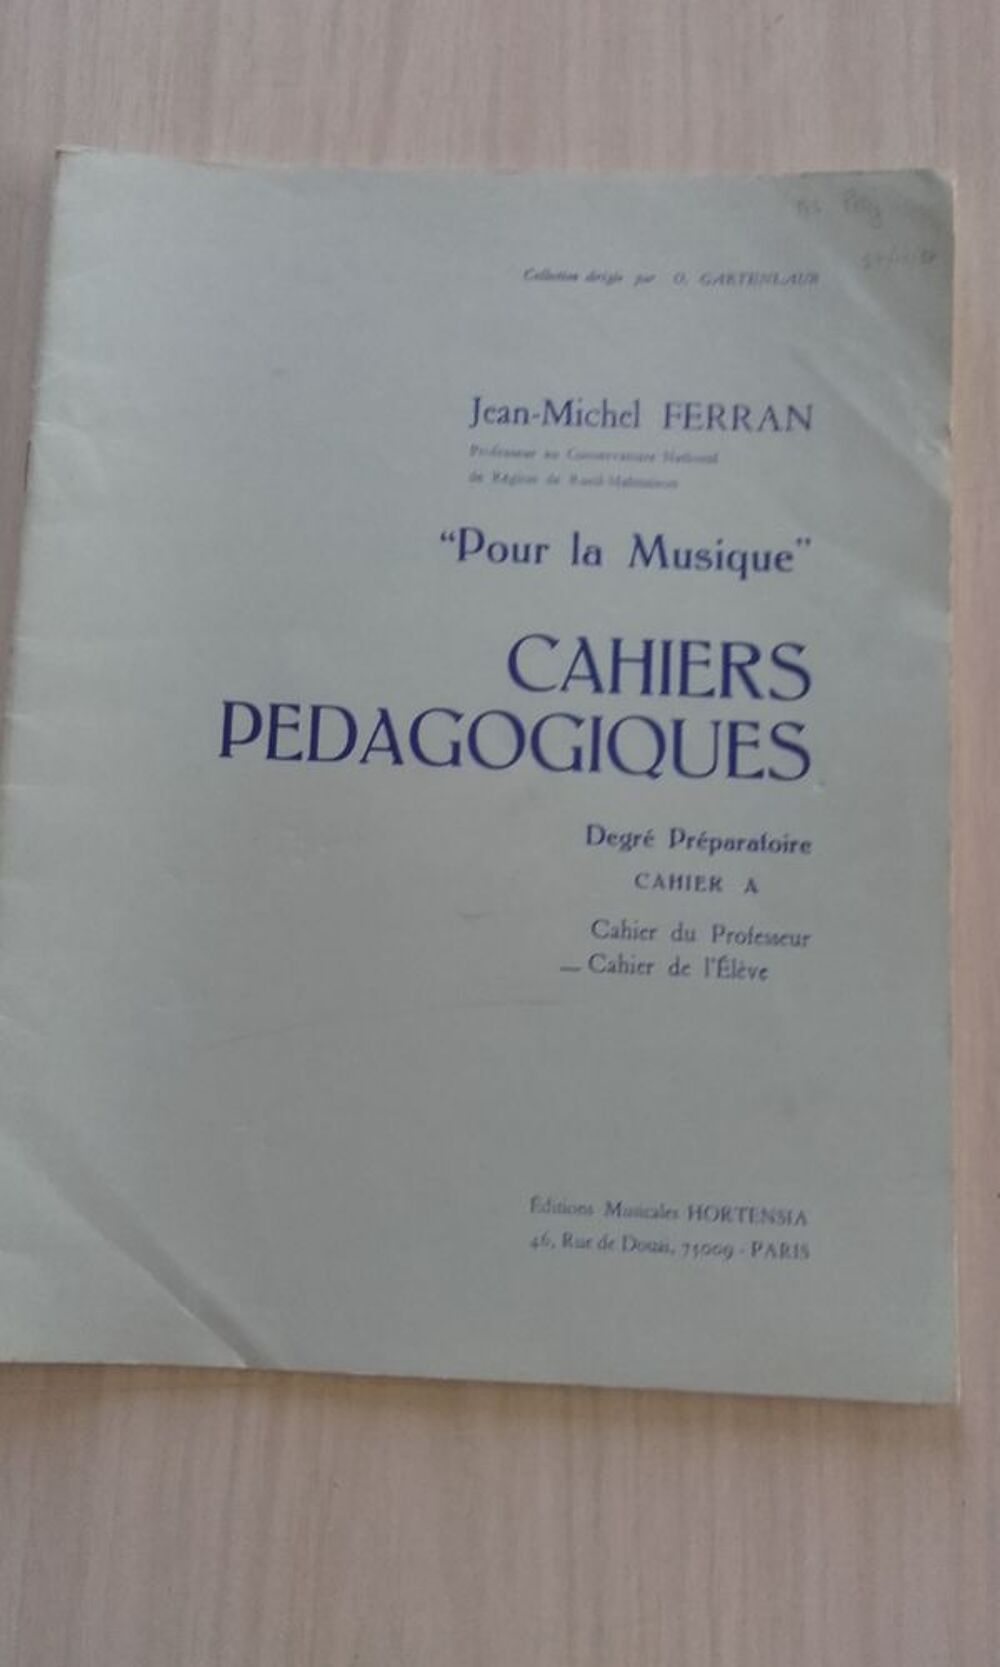 Collection dirigée par O. GARTENLAUB
Jean-Michel FERRAN
Professeur au Conservatoire National
de Région de Rueil-Malmaison
“Pour la Musique”
CAHIERS
PEDAGOGIQUES
Degré Préparatoire
CAHIER A
Cahier du Professeur
— Cahier de l'Élève
Éditions Musicales HORTENSIA
46, Rue de Douai, 75009 - PARIS